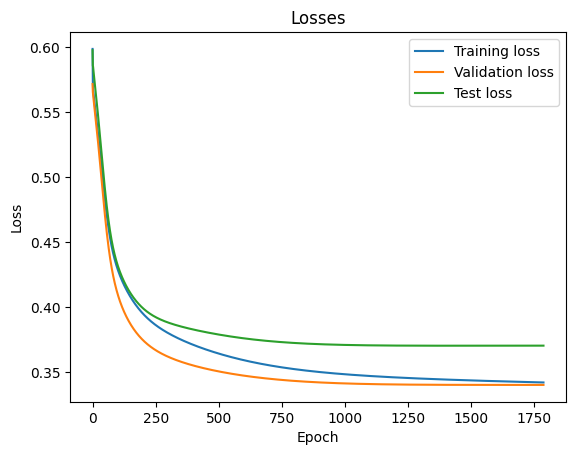 Losses
Training loss
Validation loss
Test loss
0.60
0.55
0.50
0.45
0.40
0.35
Loss
0
250
500
750
1000
1250
1500
1750
Epoch